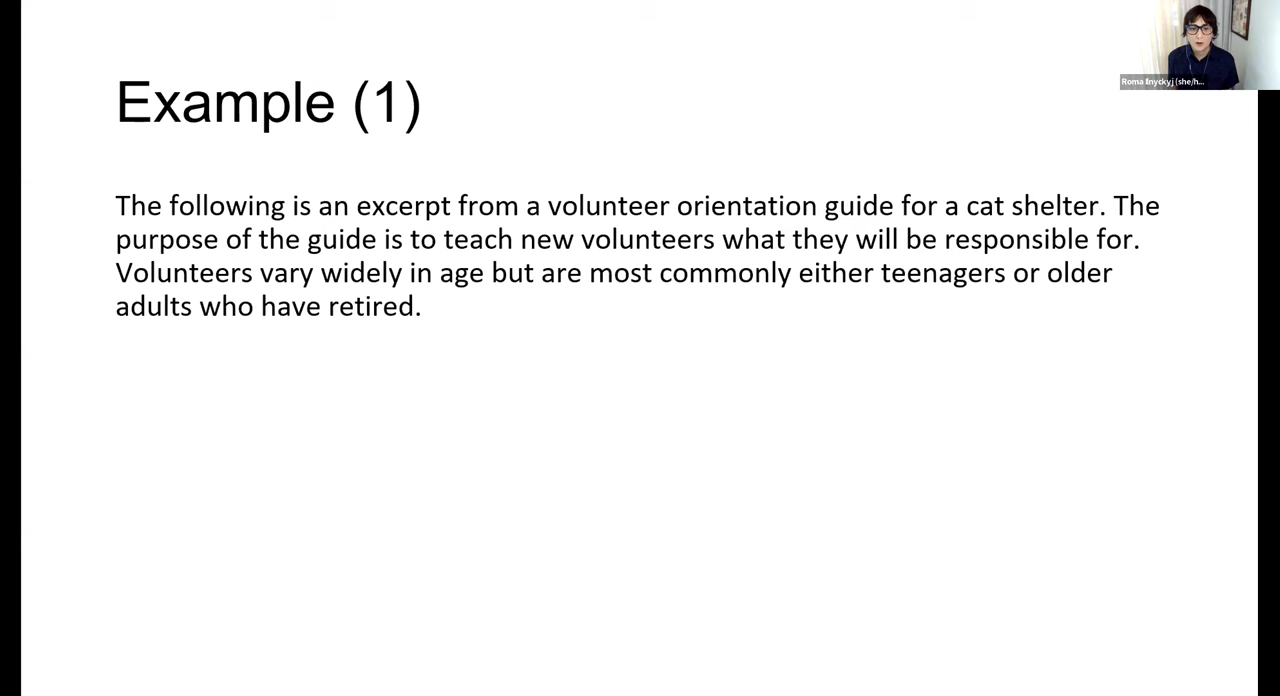 Roma Ilnyckyj (she/h...
Example (1)
The following is an excerpt from a volunteer orientation guide for a cat shelter. The
purpose of the guide is to teach new volunteers what they will be responsible for.
Volunteers vary widely in age but are most commonly either teenagers or older
adults who have retired.